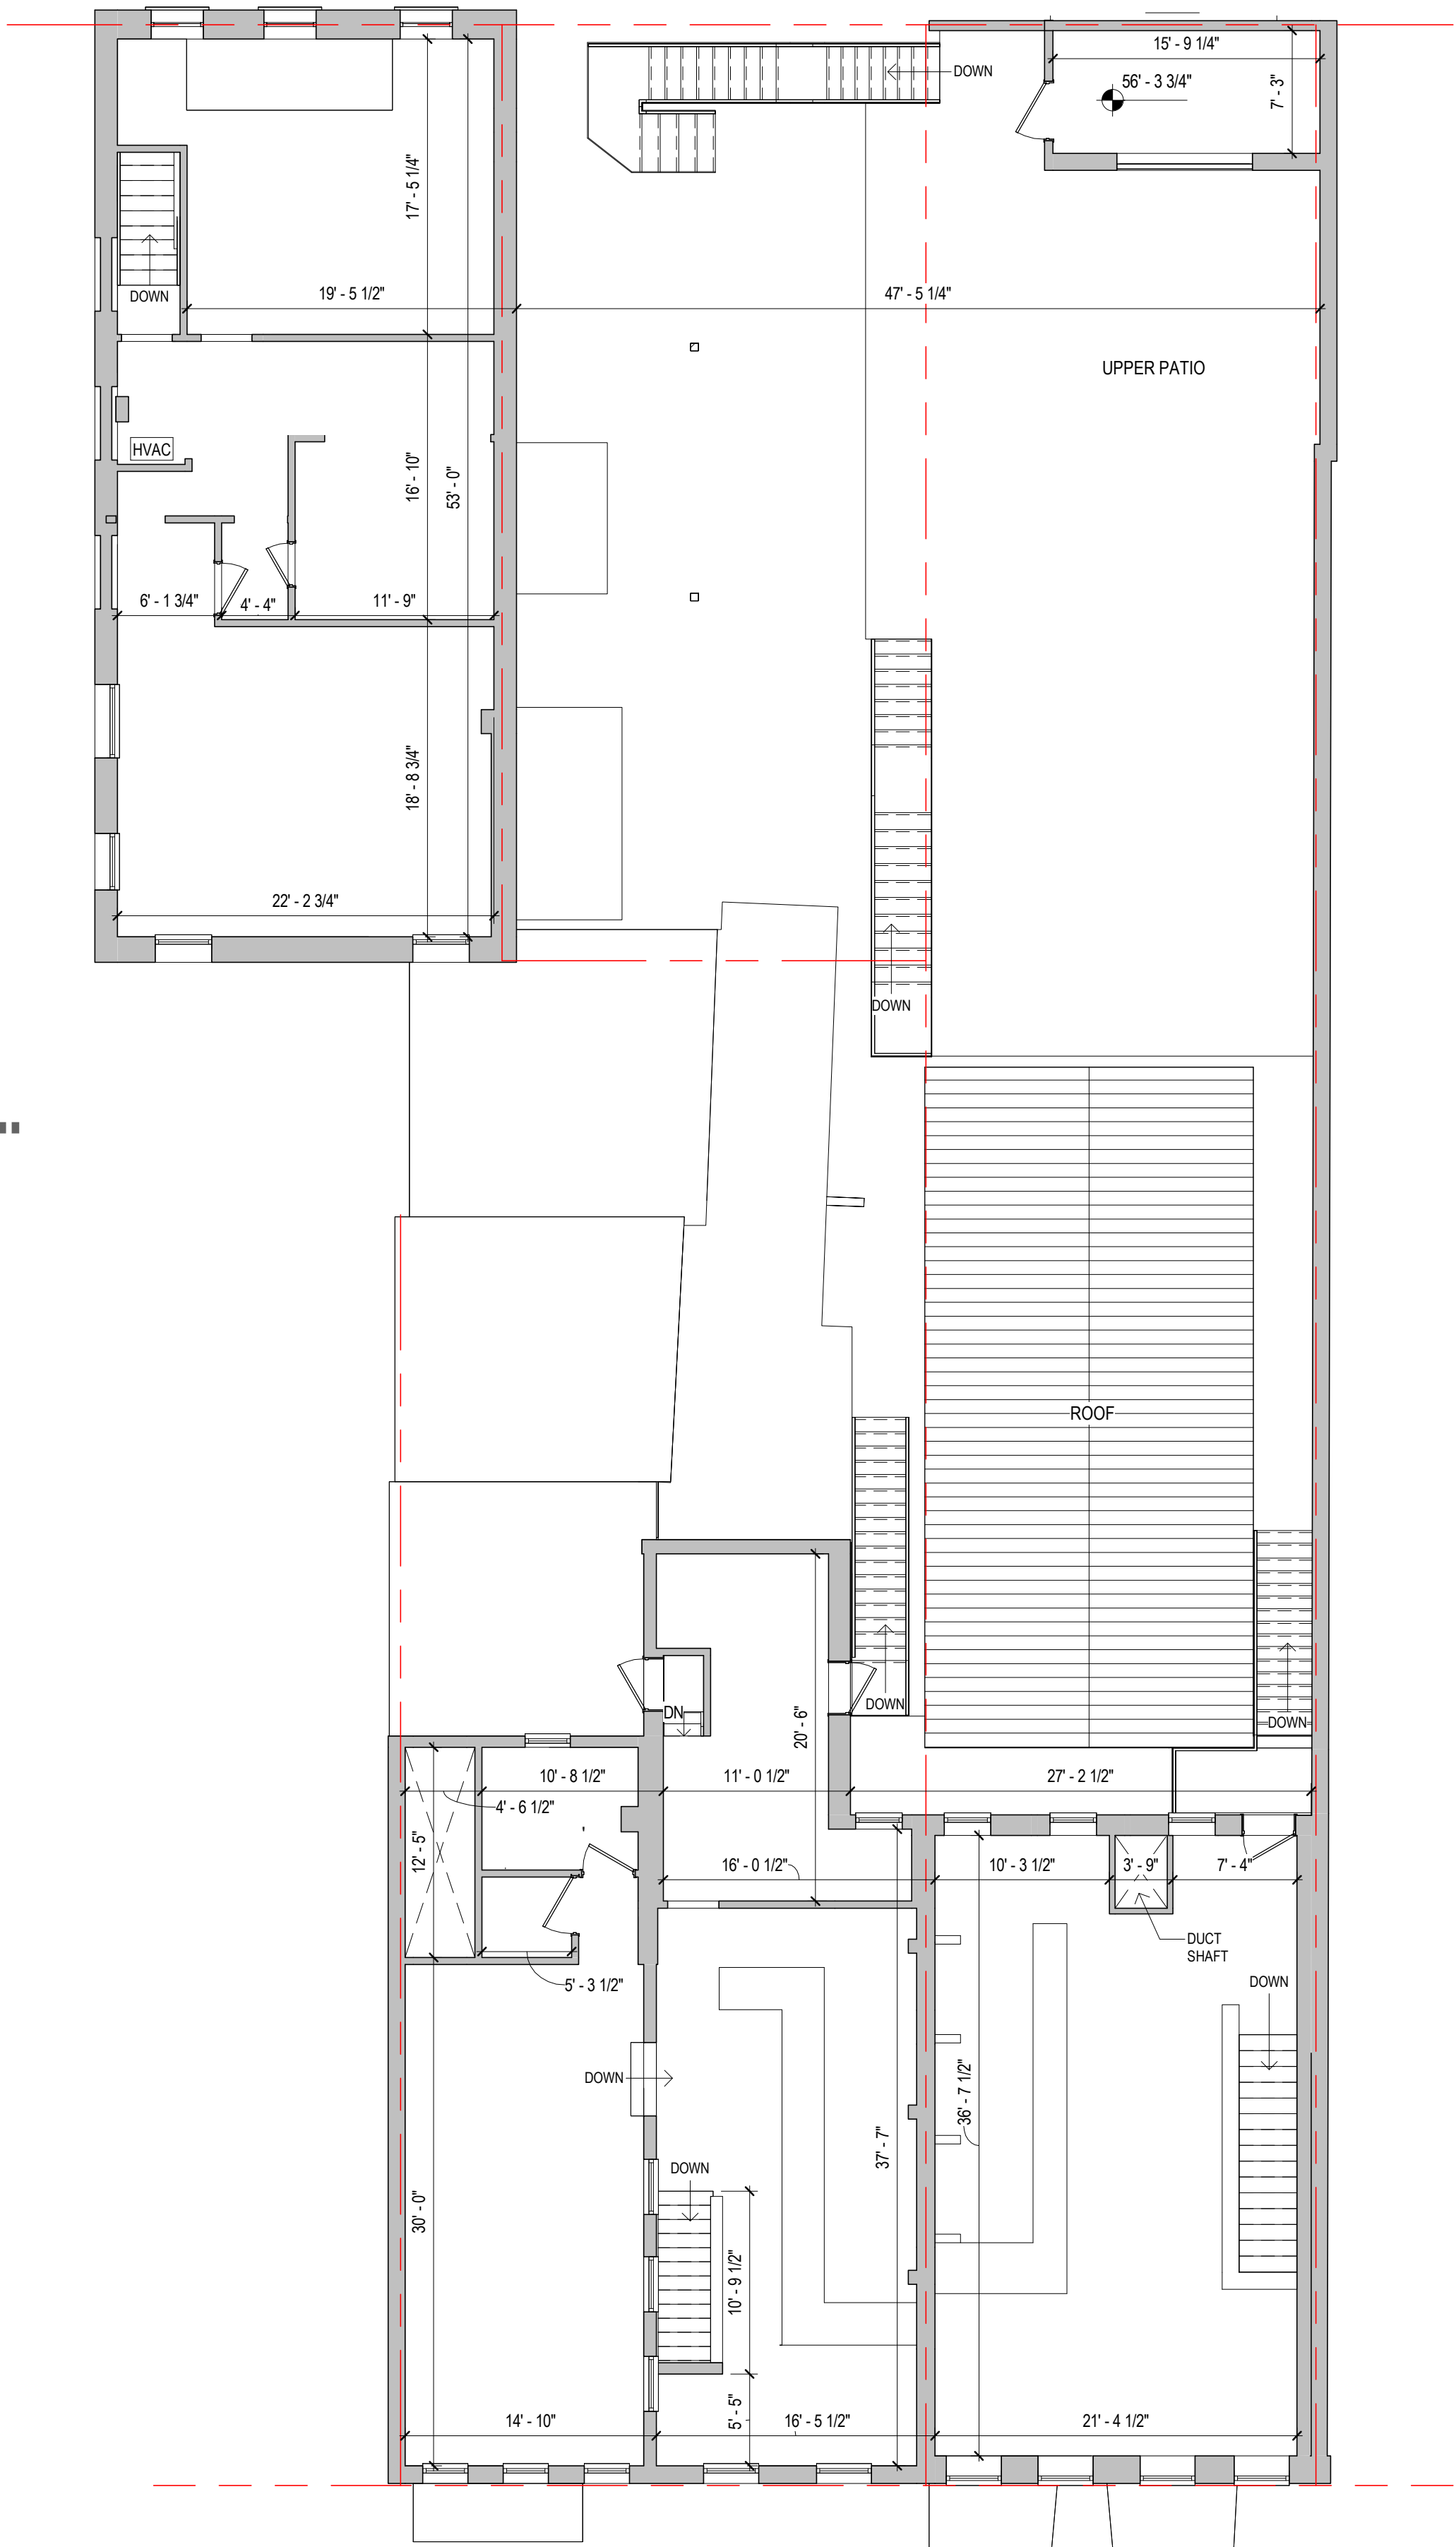 15' - 9 1/4"
DOWN
56' - 3 3/4"
7' - 3"
17' - 5 1/4"
DOWN
19' - 5 1/2"
47' - 5 1/4"
UPPER PATIO
HVAC
16' - 10"
53' - 0"
6' - 1 3/4"
4' - 4"
11' - 9"
18' - 8 3/4"
22' - 2 3/4"
DOWN
ROOF
DN
DOWN
DOWN
20' - 6"
10' - 8 1/2"
11' - 0 1/2"
27' - 2 1/2"
4' - 6 1/2"
12' - 5"
16' - 0 1/2"
10' - 3 1/2"
3' - 9"
7' - 4"
DUCT
SHAFT
5' - 3 1/2"
DOWN
DOWN
36' - 7 1/2"
37' - 7"
DOWN
30' - 0"
10' - 9 1/2"
5' - 5"
14' - 10"
16' - 5 1/2"
21' - 4 1/2"